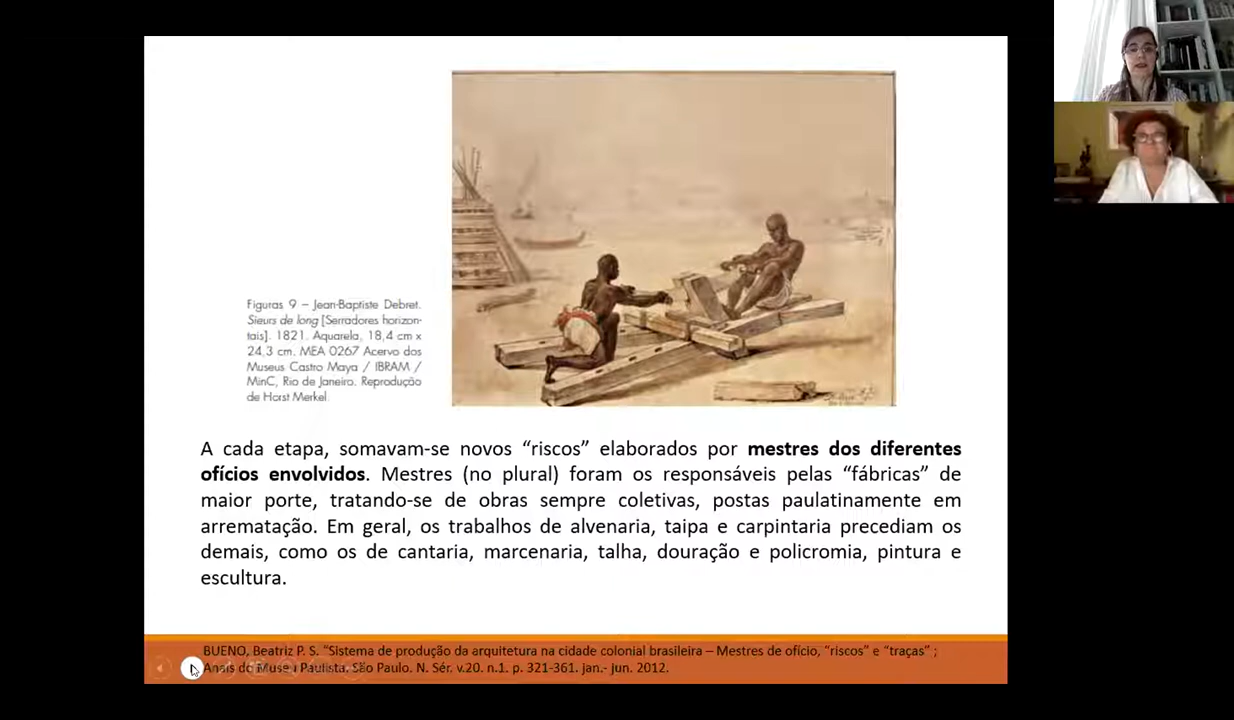 Figuras 9 – Jean-Baptiste Debret.
Sieurs de long [Serradores horizon-
tais]. 1821. Aquarela, 18,4 cm x
24,3 cm. MEA 0267 Acervo dos
Museus Castro Maya / IBRAM /
MinC, Rio de Janeiro. Reprodução
de Horst Merkel
A cada etapa, somavam-se novos “riscos” elaborados por mestres dos diferentes
ofícios envolvidos. Mestres (no plural) foram os responsáveis pelas “fábricas” de
maior porte, tratando-se de obras sempre coletivas, postas paulatinamente em
arrematação. Em geral, os trabalhos de alvenaria, taipa e carpintaria precediam os
demais, como os de cantaria, marcenaria, talha, douração e policromia, pintura e
escultura.
BUENO, Beatriz P. S. “Sistema de produção da arquitetura na cidade colonial brasileira – Mestres de ofício, “riscos” e “traças” ;
Anais do Museu Paulista. São Paulo. N. Sér. v.20. n.1. p. 321-361. jan.- jun. 2012.